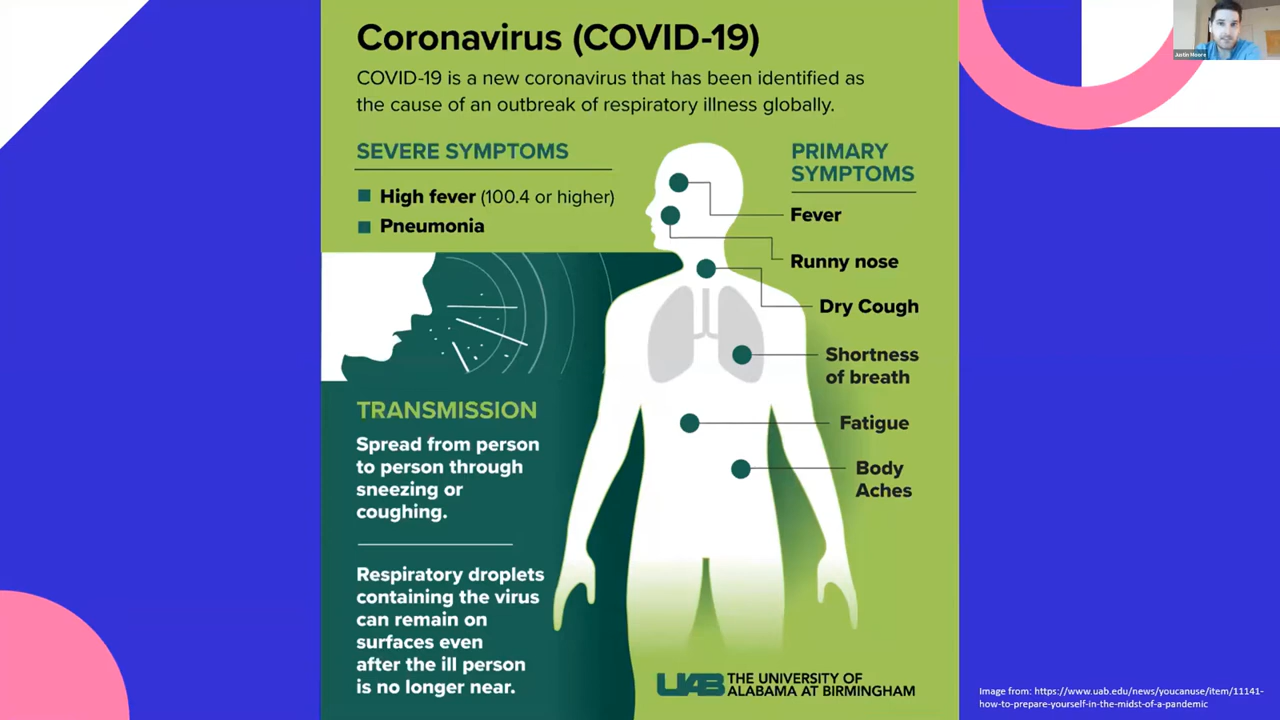 Coronavirus (COVID-19)
COVID-19 is a new coronavirus that has been identified as
the cause of an outbreak of respiratory illness globally.
SEVERE SYMPTOMS
High fever (100.4 or higher)
Pneumonia
PRIMARY
SYMPTOMS
Fever
Runny nose
Dry Cough
Shortness
of breath
Fatigue
Body
Aches
TRANSMISSION
Spread from person
to person through
sneezing or
coughing.
Respiratory droplets
containing the virus
can remain on
surfaces even
after the ill person
is no longer near.
UAB THE UNIVERSITY OF
ALABAMA AT BIRMINGHAM
Justin Moore
Image from: https://www.uab.edu/news/youcanuse/item/11141-
how-to-prepare-yourself-in-the-midst-of-a-pandemic